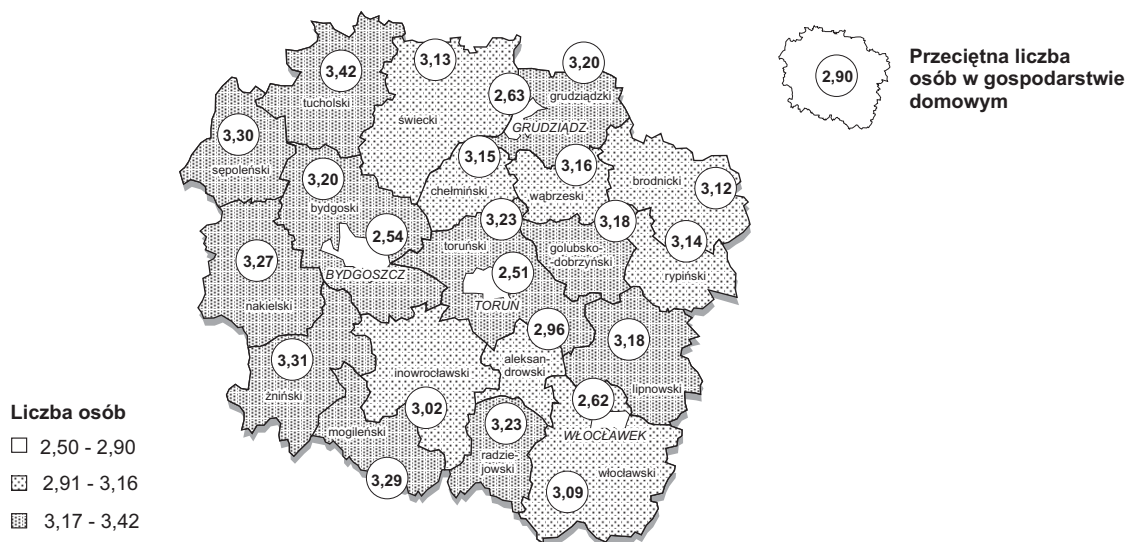 3,42
tucholski
3,13
świecki
3,20
grudziądzki
2,63
GRUDZIADZ
2,90
Przeciętna liczba
osób w gospodarstwie
domowym
3,30
sępoleński
3,20
bydgoski
3,15
chełmiński
3,16
wąbrzeski
brodnicki
3,12
2,54
BYDGOSZCZ
3,23
toruński
2,51
TORUŃ
3,18
golubsko-
-dobrzyński
3,14
rypiński
3,27
nakielski
2,96
aleksan-
drowski
3,18
lipnowski
3,31
żniński
inowrocławski
3,02
2,62
WŁOCŁAWEK
włocławski
3,09
mogileński
3,29
3,23
radzie-
jowski
Liczba osób
2,50 - 2,90
2,91 - 3,16
3,17 - 3,42